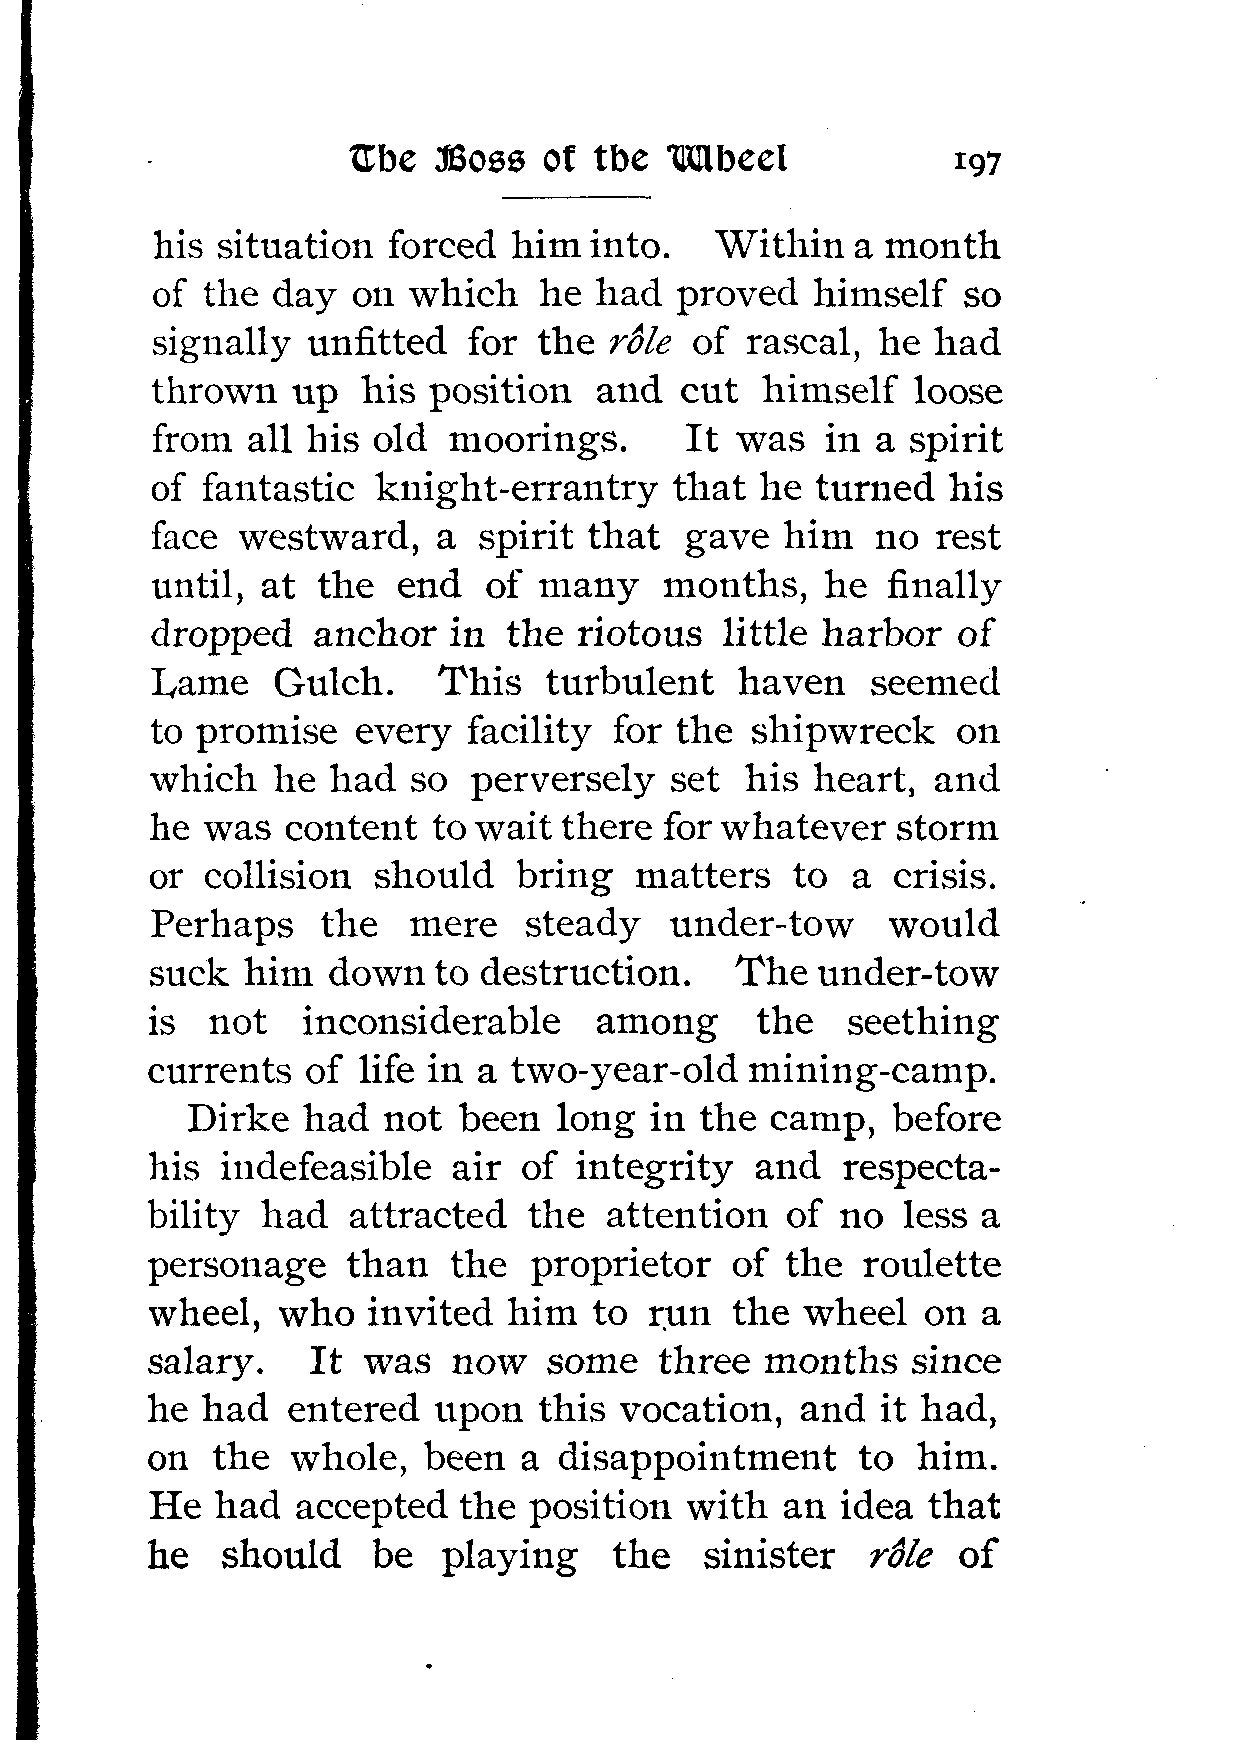 The Boss of the Wheel 197
his situation forced him into. Within a month
of the day on which he had proved himself so
signally unfitted for the rôle of rascal, he had
thrown up his position and cut himself loose
from all his old moorings. It was in a spirit
of fantastic knight-errantry that he turned his
face westward, a spirit that gave him no rest
until, at the end of many months, he finally
dropped anchor in the riotous little harbor of
Lame Gulch. This turbulent haven seemed
to promise every facility for the shipwreck on
which he had so perversely set his heart, and
he was content to wait there for whatever storm
or collision should bring matters to a crisis.
Perhaps the mere steady under-tow would
suck him down to destruction. The under-tow
is not inconsiderable among the seething
currents of life in a two-year-old mining-camp.
Dirke had not been long in the camp, before
his indefeasible air of integrity and respecta-
bility had attracted the attention of no less a
personage than the proprietor of the roulette
wheel, who invited him to run the wheel on a
salary. It was now some three months since
he had entered upon this vocation, and it had,
on the whole, been a disappointment to him.
He had accepted the position with an idea that
he should be playing the sinister rôle of